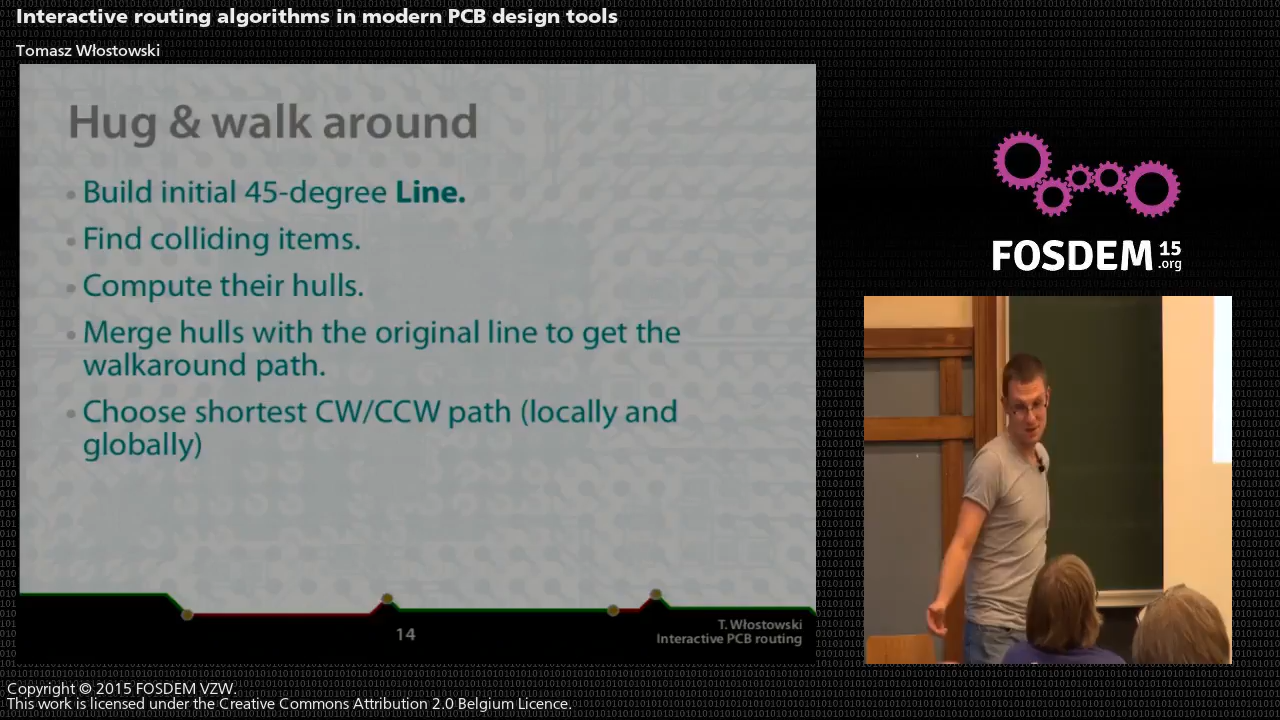 Interactive routing algorithms in modern PCB design tools
Tomasz Włostowski
Hug & walk around
• Build initial 45-degree Line.
• Find colliding items.
• Compute their hulls.
• Merge hulls with the original line to get the
walkaround path.
• Choose shortest CW/CCW path (locally and
globally)
14
T. Włostowski
Interactive PCB routing
FOSDEM 15
.org
Copyright © 2015 FOSDEM VZW.
This work is licensed under the Creative Commons Attribution 2.0 Belgium Licence.